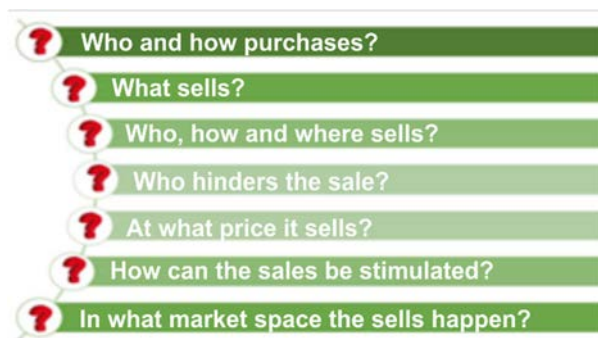 Who and how purchases?
What sells?
Who, how and where sells?
Who hinders the sale?
At what price it sells?
How can the sales be stimulated?
In what market space the sells happen?